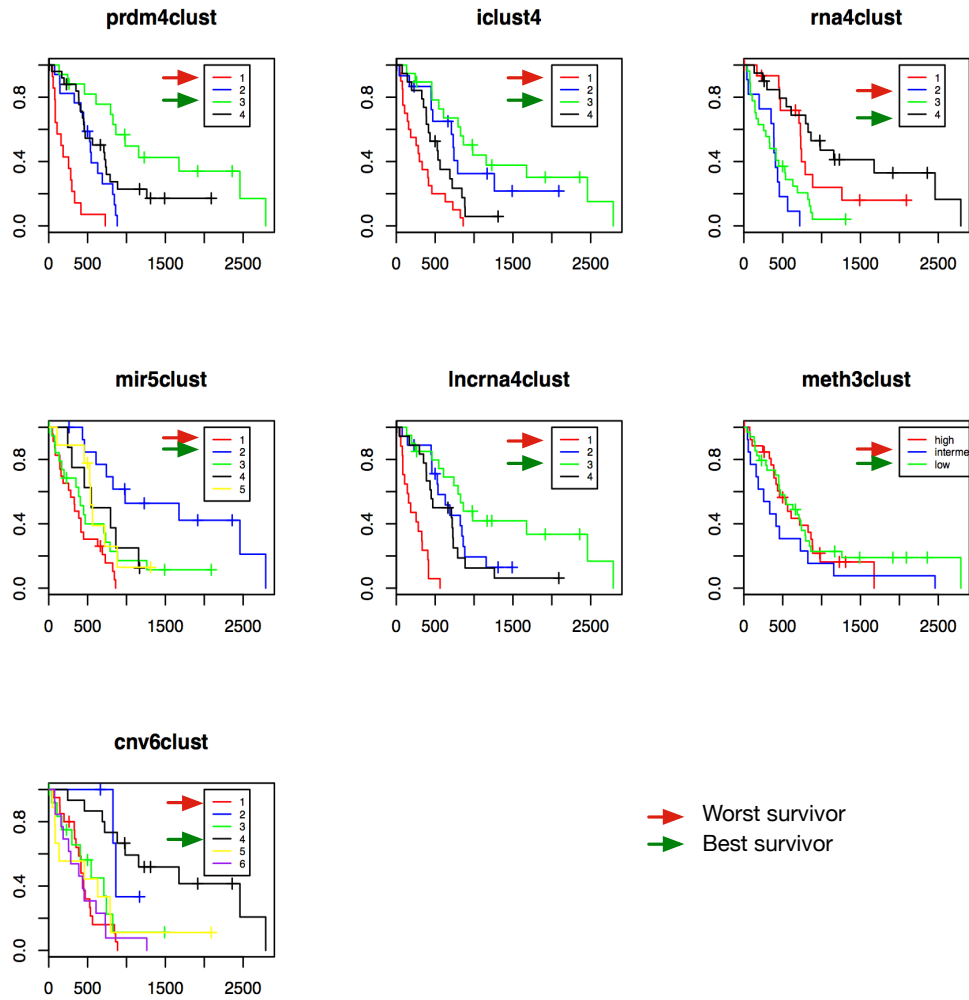 prdm4clust iclust4 rna4clust
0.0 0.4 0.8
1
2
3
4
0 500 1500 2500
0.0 0.4 0.8
1
2
3
4
0 500 1500 2500
0.0 0.4 0.8
1
2
3
4
0 500 1500 2500
mir5clust lncrna4clust meth3clust
0.0 0.4 0.8
1
2
3
4
5
0 500 1500 2500
0.0 0.4 0.8
1
2
3
4
0 500 1500 2500
0.0 0.4 0.8
high
interme
low
0 500 1500 2500
cnv6clust
0.0 0.4 0.8
1
2
3
4
5
6
0 500 1500 2500
Worst survivor
Best survivor